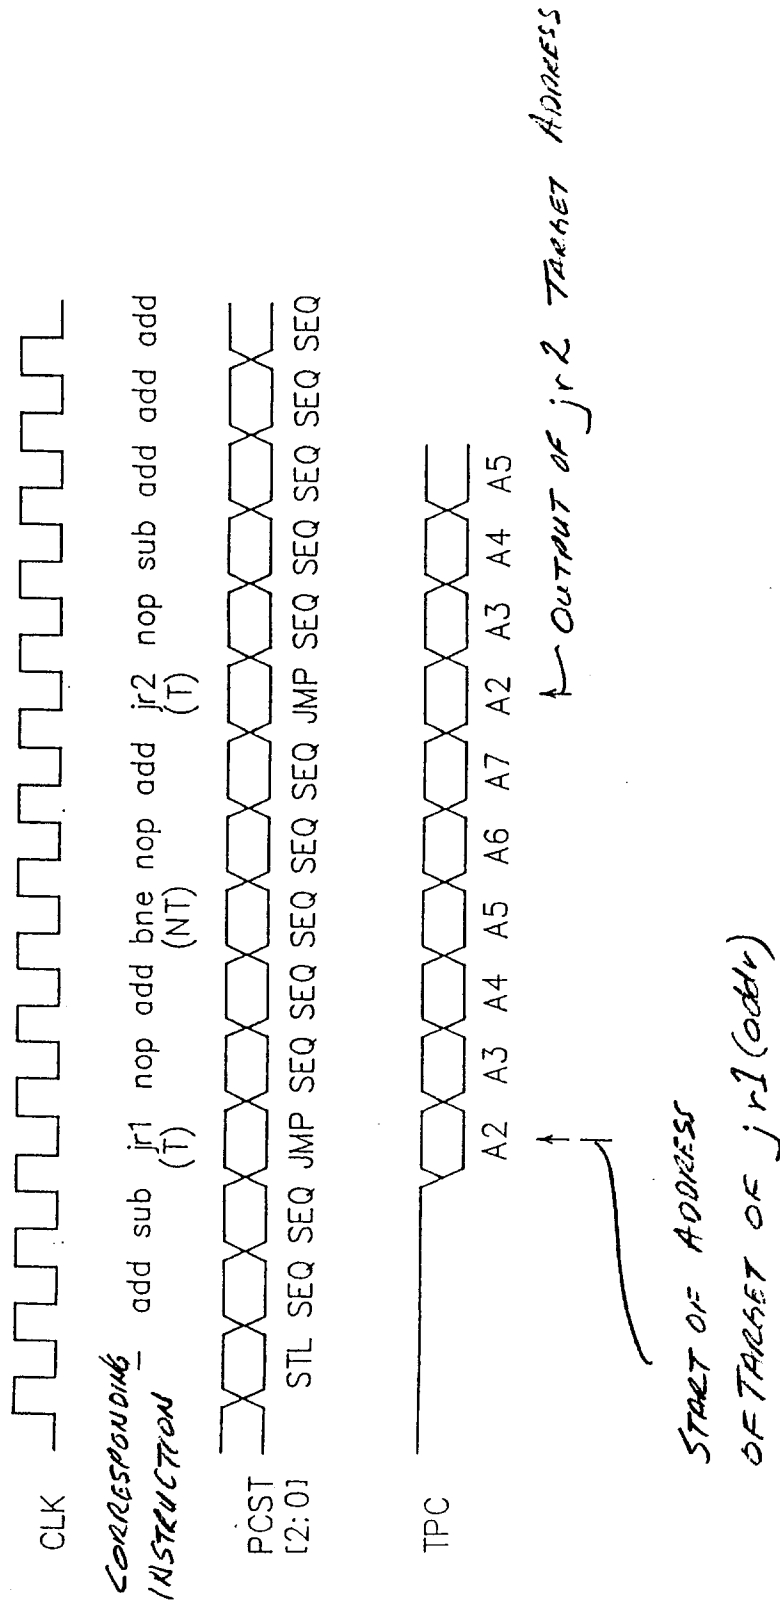 CLK
CORRESPONDING
INSTRUCTION
add sub jr1 nop add bne nop add jr2 nop sub add add add
(T) (NT) (T)
PCST
[2:0]
STL SEQ SEQ JMP SEQ SEQ SEQ SEQ SEQ JMP SEQ SEQ SEQ SEQ SEQ
TPC
A2 A3 A4 A5 A6 A7 A2 A3 A4 A5
OUTPUT OF jr2 TARGET ADDRESS
START OF ADDRESS
OF TARGET OF jr1 (addr)